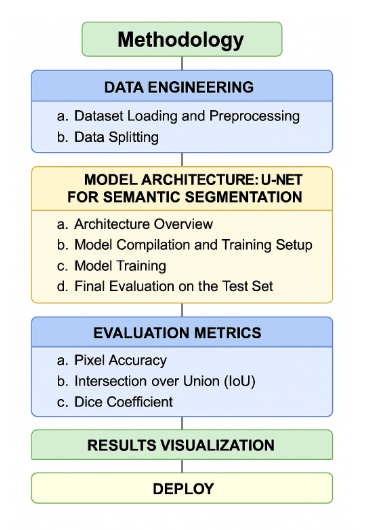 Methodology
DATA ENGINEERING
a. Dataset Loading and Preprocessing
b. Data Splitting
MODEL ARCHITECTURE: U-NET
FOR SEMANTIC SEGMENTATION
a. Architecture Overview
b. Model Compilation and Training Setup
c. Model Training
d. Final Evaluation on the Test Set
EVALUATION METRICS
a. Pixel Accuracy
b. Intersection over Union (IoU)
c. Dice Coefficient
RESULTS VISUALIZATION
DEPLOY